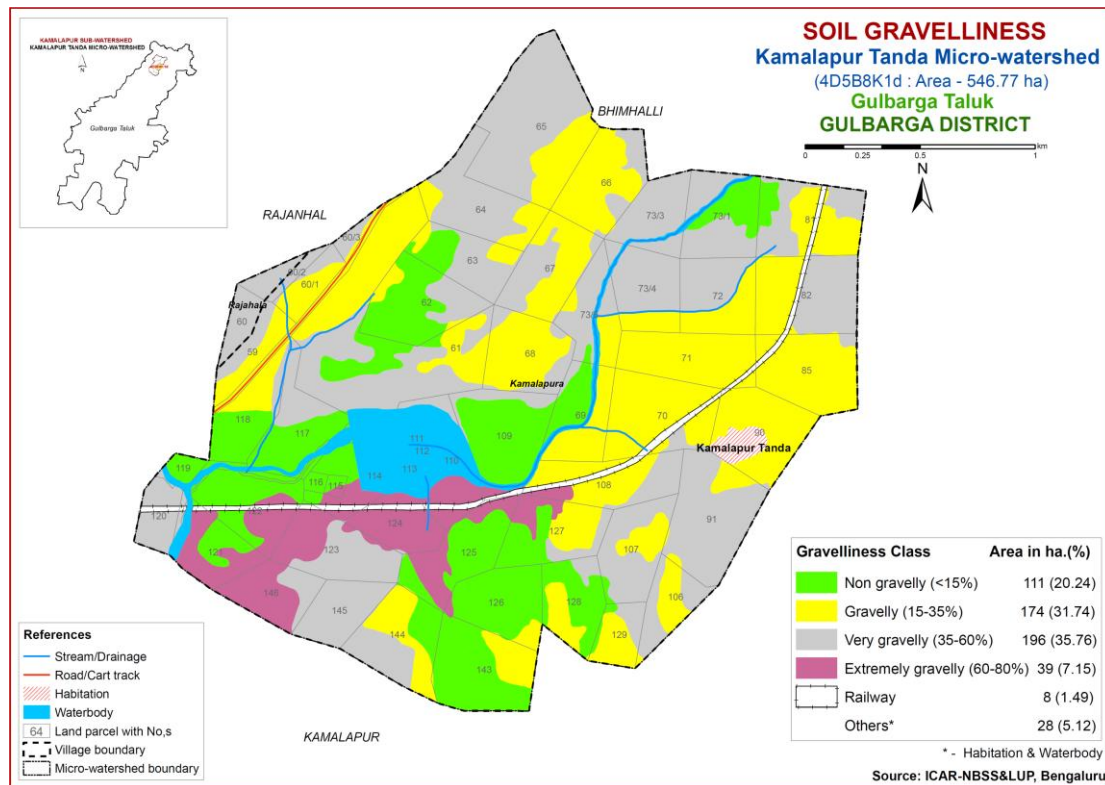 KAMALAPUR SUB-WATERSHED
KAMALAPUR TANDA MICRO-WATERSHED
N
Gulbarga Taluk
SOIL GRAVELLINESS
Kamalapur Tanda Micro-watershed
(4D5B8K1d : Area - 546.77 ha)
Gulbarga Taluk
GULBARGA DISTRICT
km
0 0.25 0.5 1
N
BHIMHALLI
RAJANHAL
65
66
64
73/3
73/1
81
60/3
63
67
60/2
60/1
62
73/4
72
82
Rajahala
60
59
61
68
71
85
Kamalapura
118
117
109
69
70
90
Kamalapur Tanda
111
112
110
113
114
119
116
115
108
120
122
124
127
91
121
123
125
107
146
145
126
128
106
144
143
129
KAMALAPUR
References
Stream/Drainage
Road/Cart track
Habitation
Waterbody
64 Land parcel with No,s
Village boundary
Micro-watershed boundary
Gravelliness Class Area in ha.(%)
Non gravelly (<15%) 111 (20.24)
Gravelly (15-35%) 174 (31.74)
Very gravelly (35-60%) 196 (35.76)
Extremely gravelly (60-80%) 39 (7.15)
Railway 8 (1.49)
Others* 28 (5.12)
* - Habitation & Waterbody
Source: ICAR-NBSS&LUP, Bengaluru